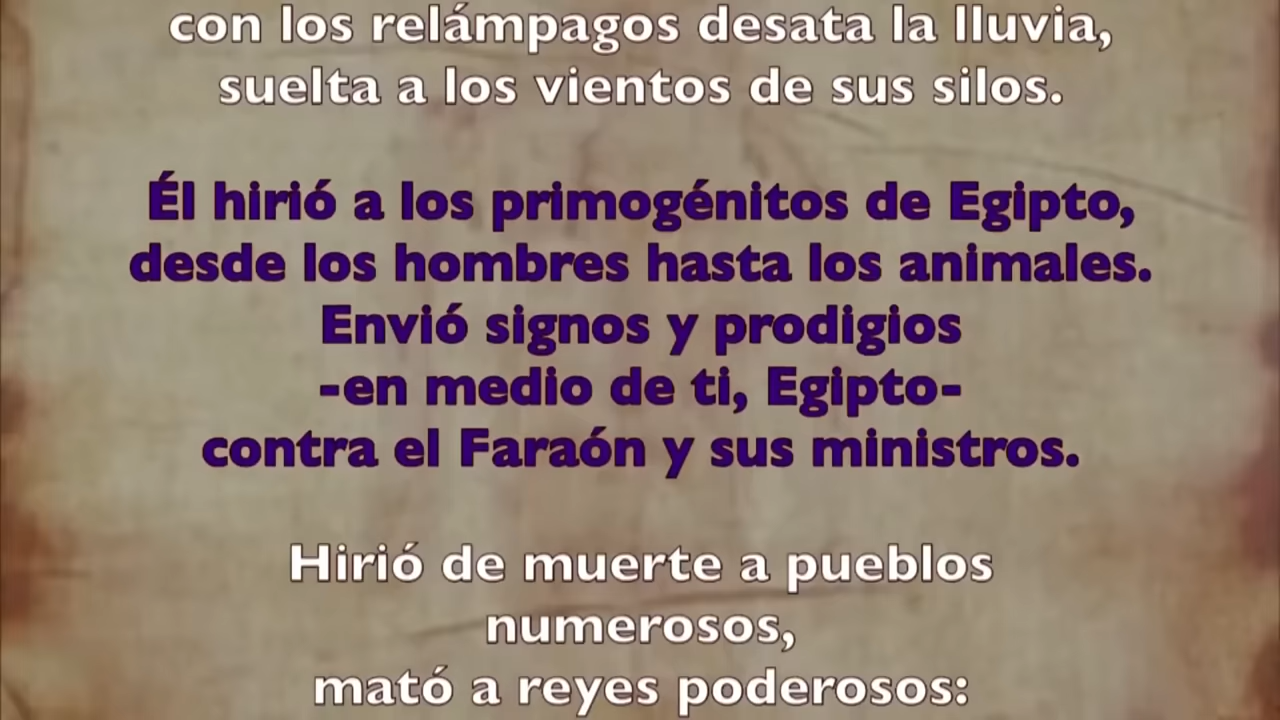 con los relámpagos desata la lluvia,
suelta a los vientos de sus silos.
Él hirió a los primogénitos de Egipto,
desde los hombres hasta los animales.
Envió signos y prodigios
-en medio de ti, Egipto-
contra el Faraón y sus ministros.
Hirió de muerte a pueblos
numerosos,
mató a reyes poderosos: